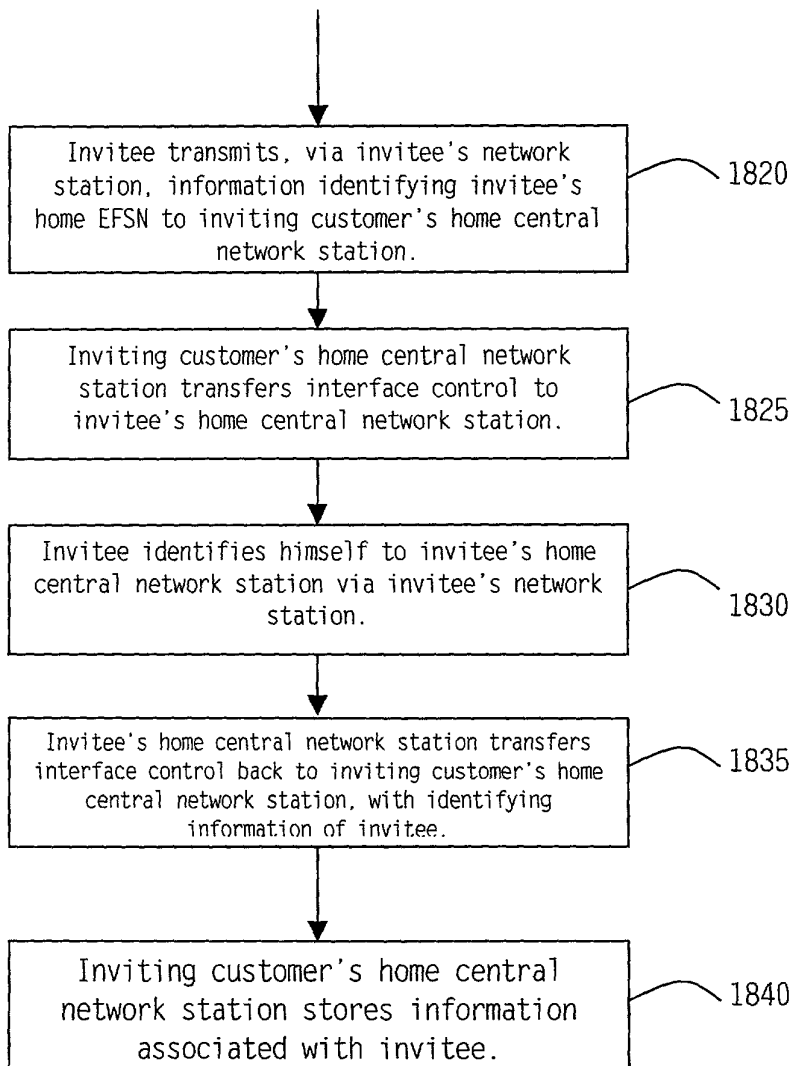 Invitee transmits, via invitee's network
station, information identifying invitee's
home EFSN to inviting customer's home central
network station.
1820
Inviting customer's home central network
station transfers interface control to
invitee's home central network station.
1825
Invitee identifies himself to invitee's home
central network station via invitee's network
station.
1830
Invitee's home central network station transfers
interface control back to inviting customer's home
central network station, with identifying
information of invitee.
1835
Inviting customer's home central
network station stores information
associated with invitee.
1840